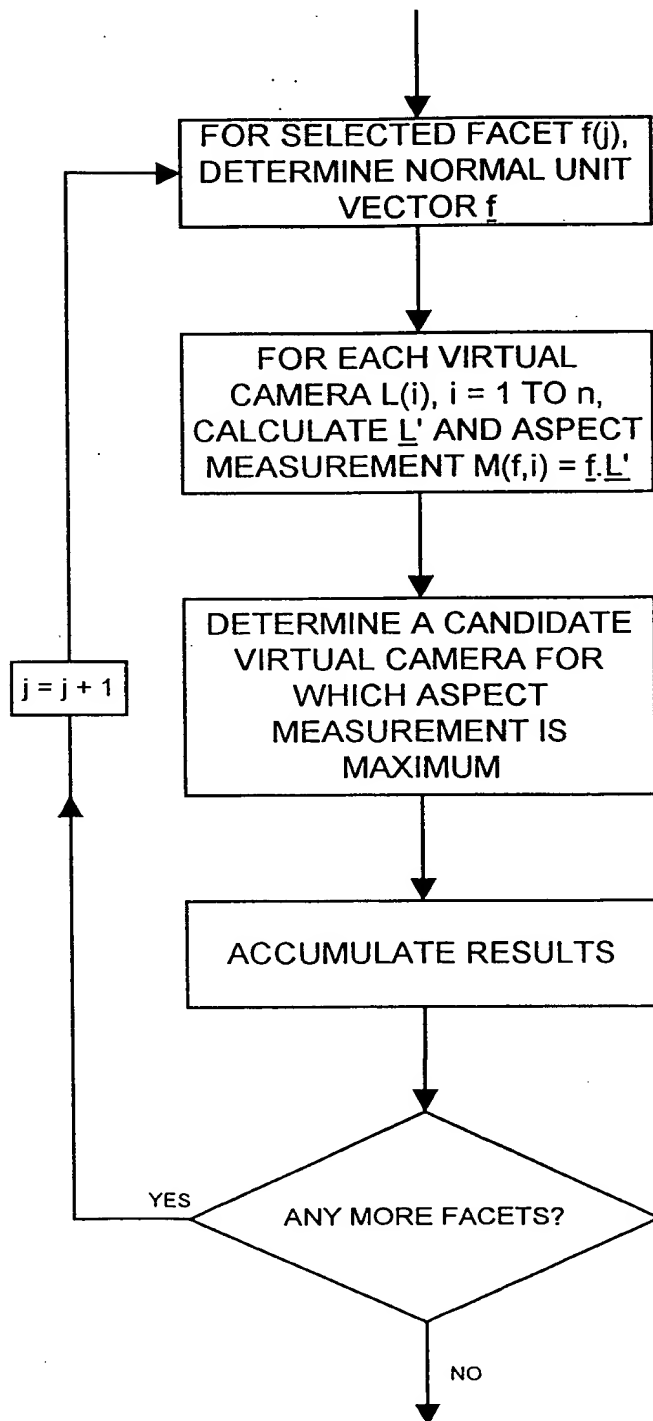 FOR SELECTED FACET f(j),
DETERMINE NORMAL UNIT
VECTOR f
FOR EACH VIRTUAL
CAMERA L(i), i = 1 TO n,
CALCULATE L' AND ASPECT
MEASUREMENT M(f,i) = f.L'
DETERMINE A CANDIDATE
VIRTUAL CAMERA FOR
WHICH ASPECT
MEASUREMENT IS
MAXIMUM
j = j + 1
ACCUMULATE RESULTS
YES
ANY MORE FACETS?
NO